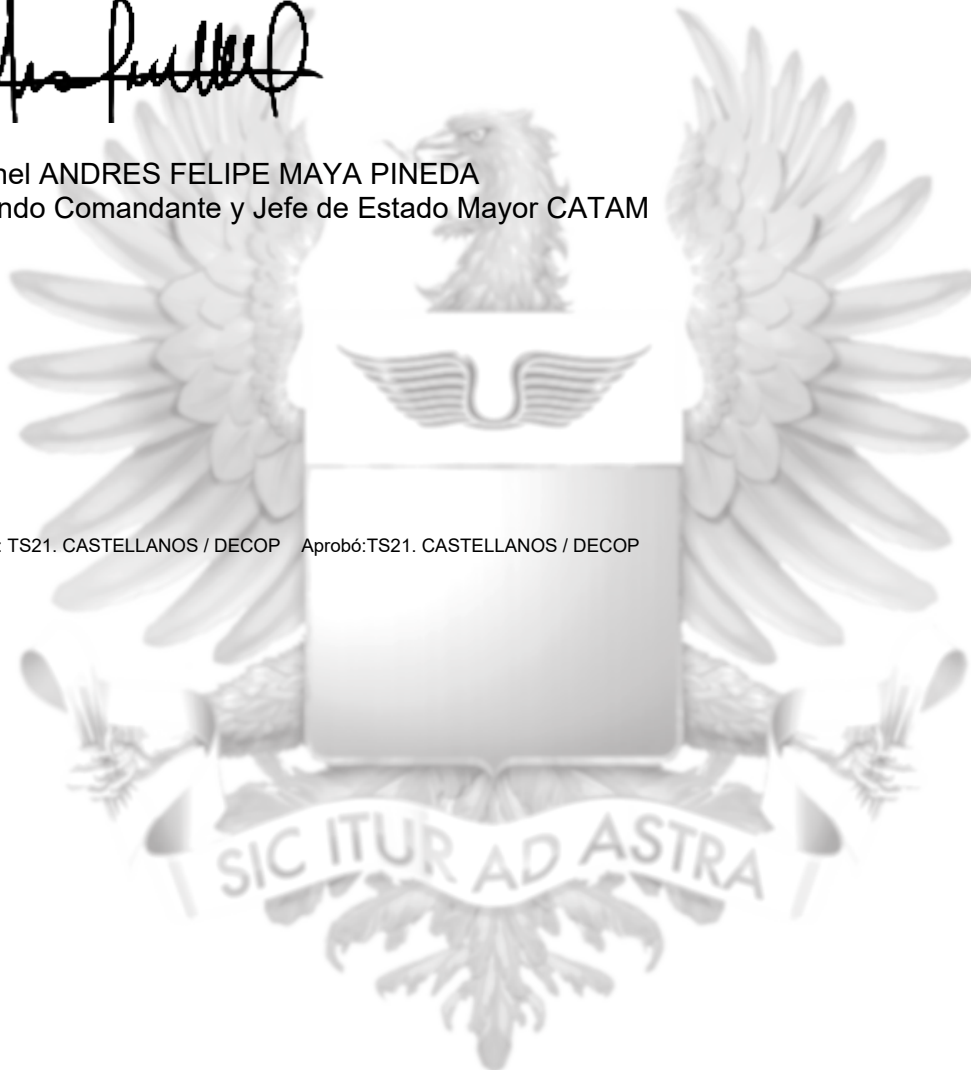 nel ANDRES FELIPE MAYA PINEDA
ndo Comandante y Jefe de Estado Mayor CATAM
: TS21. CASTELLANOS / DECOP Aprobó:TS21. CASTELLANOS / DECOP
SIC ITUR AD ASTRA